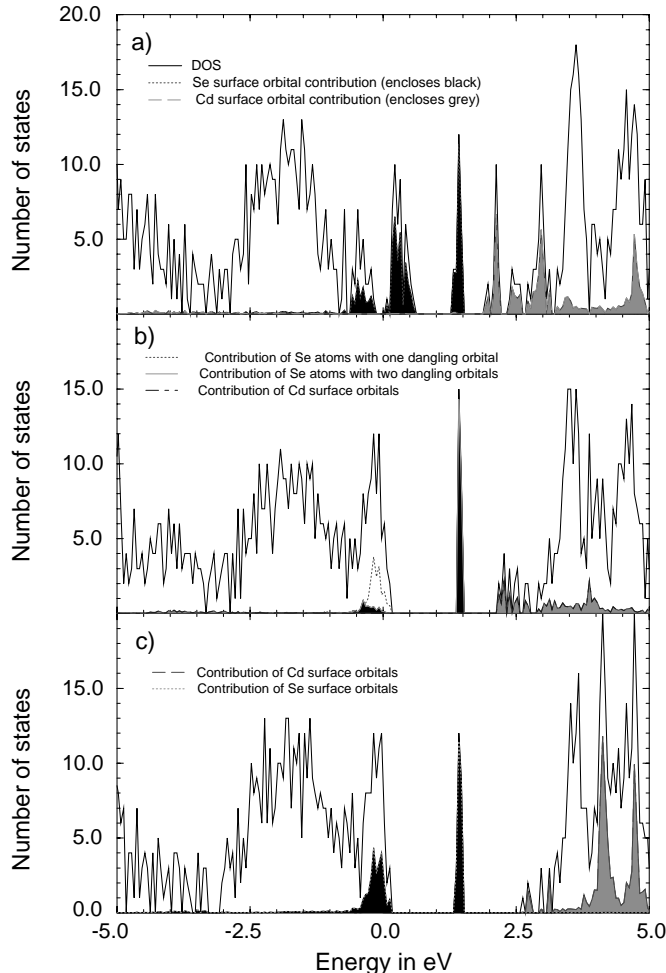 20.0
a)
DOS
Se surface orbital contribution (encloses black)
Cd surface orbital contribution (encloses grey)
15.0
10.0
5.0
Number of states
b)
Contribution of Se atoms with one dangling orbital
Contribution of Se atoms with two dangling orbitals
Contribution of Cd surface orbitals
15.0
10.0
5.0
Number of states
c)
Contribution of Cd surface orbitals
Contribution of Se surface orbitals
15.0
10.0
5.0
0.0
Number of states
-5.0 -2.5 0.0 2.5 5.0
Energy in eV